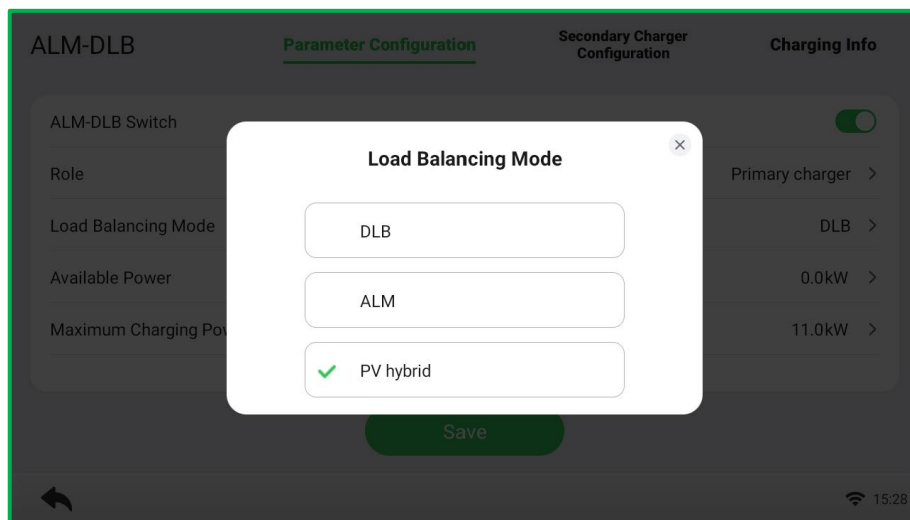 ALM-DLB
Parameter Configuration
Secondary Charger
Configuration
Charging Info
ALM-DLB Switch
Role
Primary charger
Load Balancing Mode
DLB
Available Power
0.0kW
Maximum Charging
11.0kW
Load Balancing Mode
DLB
ALM
PV hybrid
Save
15:28